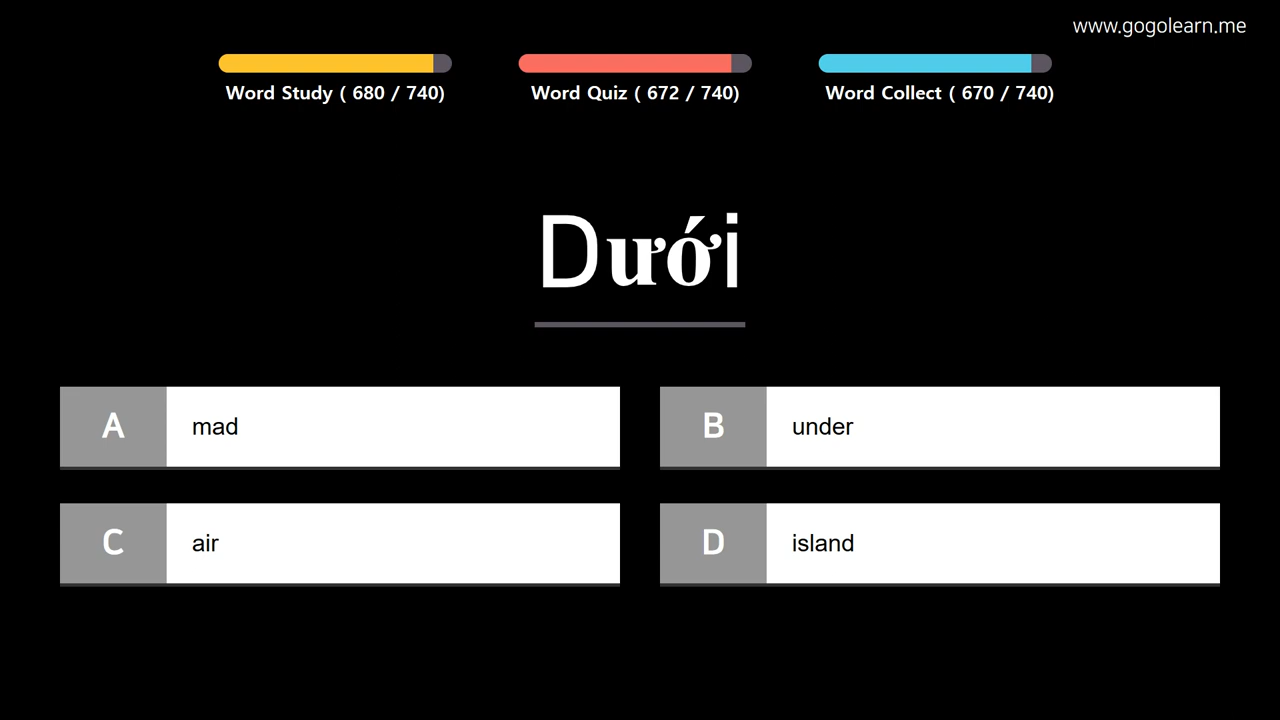 www.gogolearn.me
Word Study ( 680 / 740)
Word Quiz ( 672 / 740)
Word Collect ( 670 / 740)
Dưới
A mad
B under
C air
D island